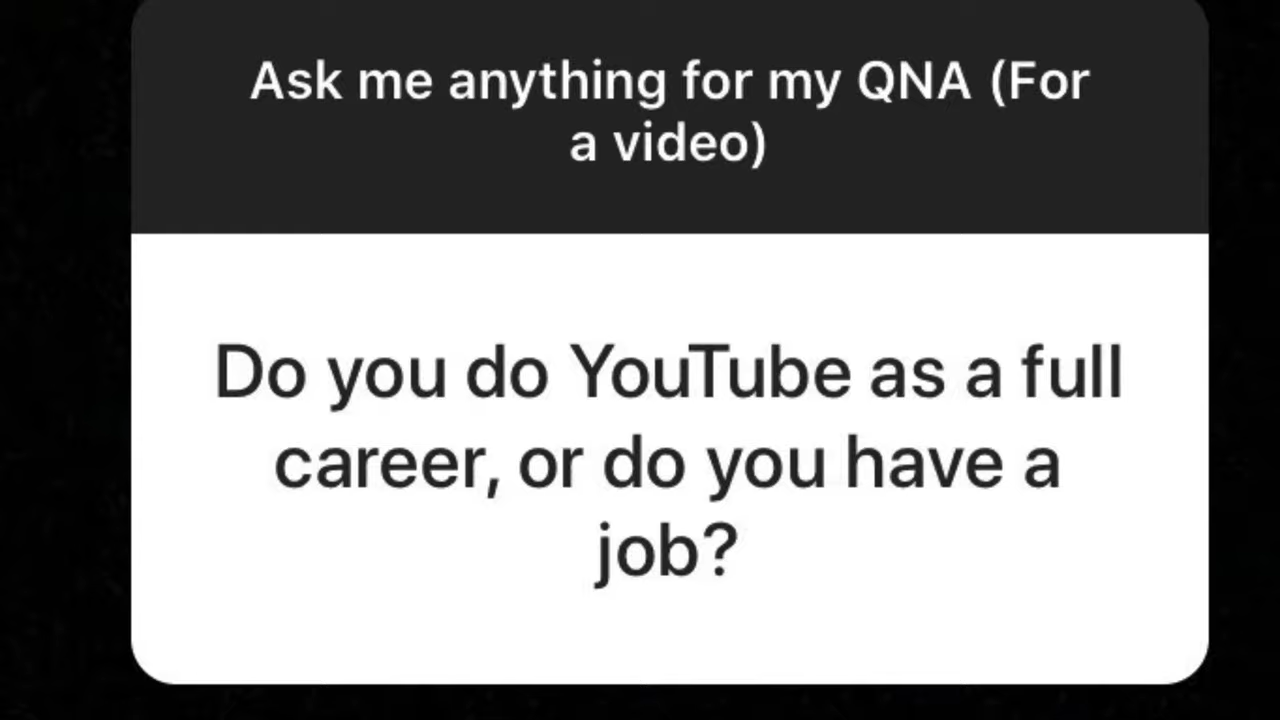 Ask me anything for my QNA (For
a video)
Do you do YouTube as a full
career, or do you have a
job?